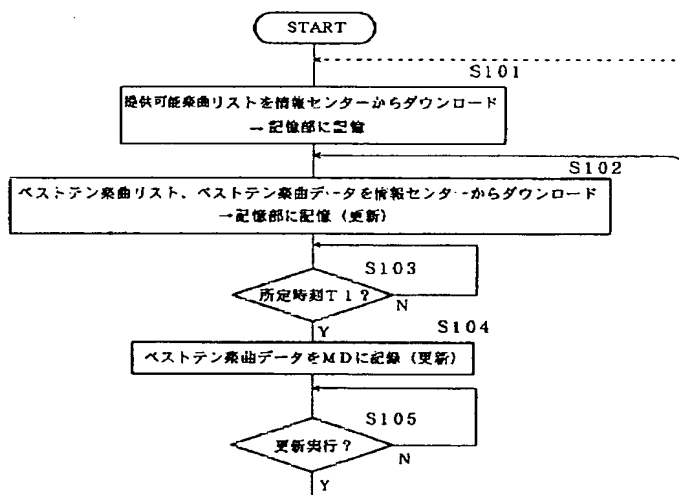 START
S101
提供可能楽曲リストを情報センターからダウンロード
→記憶部に記憶
S102
ベストテン楽曲リスト、ベストテン楽曲データを情報センターからダウンロード
→記憶部に記憶（更新）
S103
所定時刻T1？
N
Y
S104
ベストテン楽曲データをMDに記録（更新）
S105
更新実行？
N
Y